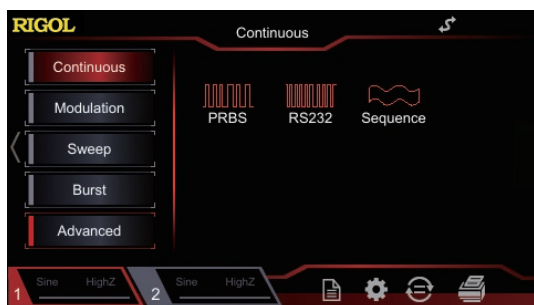 RIGOL
Continuous
Continuous
Modulation
Sweep
Burst
Advanced
PRBS
RS232
Sequence
1
Sine
HighZ
2
Sine
HighZ